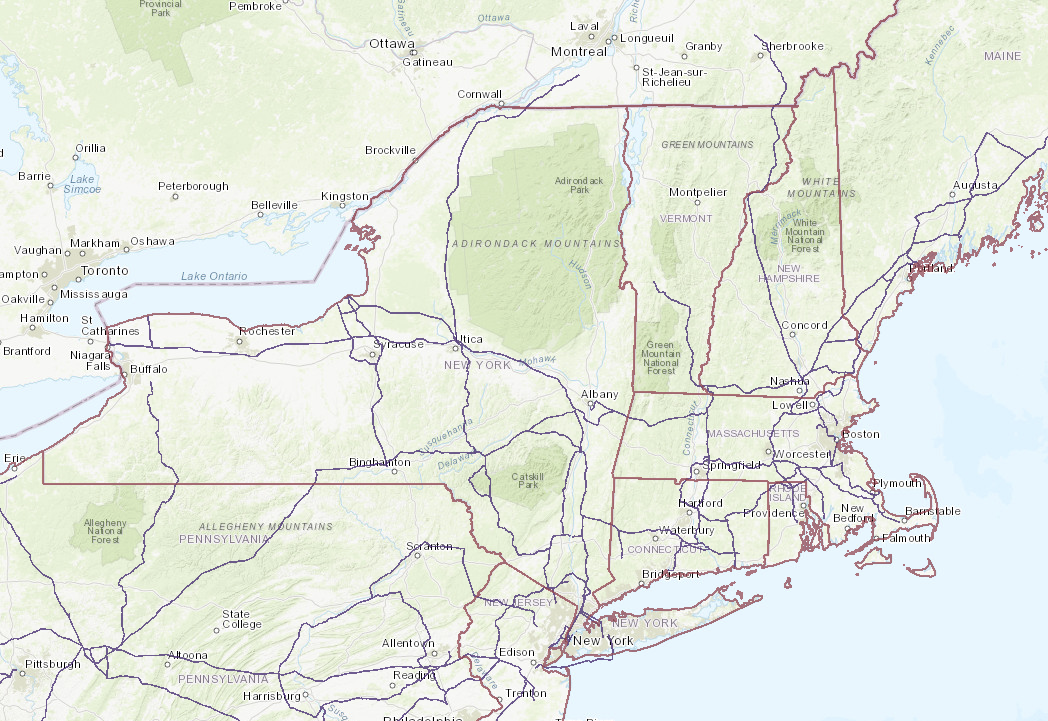 Provincial
Park
Pembroke
Gatineau
Ottawa
Laval
Longueuil
Montreal
Granby
Sherbrooke
Kennebec
MAINE
Ottawa
Gatineau
St-Jean-sur-
Richelieu
Cornwall
Brockville
GREEN MOUNTAINS
Orillia
Barrie
Lake
Simcoe
Peterborough
Kingston
Belleville
Adirondack
Park
Montpelier
WHITE
MOUNTAINS
Augusta
VERMONT
Merrimack
White
Mountain
National
Forest
Vaughan
Markham
Oshawa
ADIRONDACK MOUNTAINS
Hudson
NEW
HAMPSHIRE
Portland
ampton
Toronto
Lake Ontario
Oakville
Mississauga
Hamilton
St
Catharines
Rochester
Syracuse
Utica
Concord
Brantford
Niagara
Falls
Buffalo
NEW YORK
Mohawk
Green
Mountain
National
Forest
Nashua
Albany
Lowell
Connecticut
MASSACHUSETTS
Boston
Susquehanna
Delaware
Erie
Binghamton
Catskill
Park
Springfield
Worcester
Plymouth
RHODE
ISLAND
Hartford
Providence
New
Bedford
Barnstable
Allegheny
National
Forest
ALLEGHENY MOUNTAINS
PENNSYLVANIA
Waterbury
Falmouth
Scranton
CONNECTICUT
Bridgeport
NEW JERSEY
NEW YORK
State
College
Allentown
New York
Edison
Pittsburgh
Altoona
Reading
Delaware
PENNSYLVANIA
Harrisburg
Trenton
Philadelphia